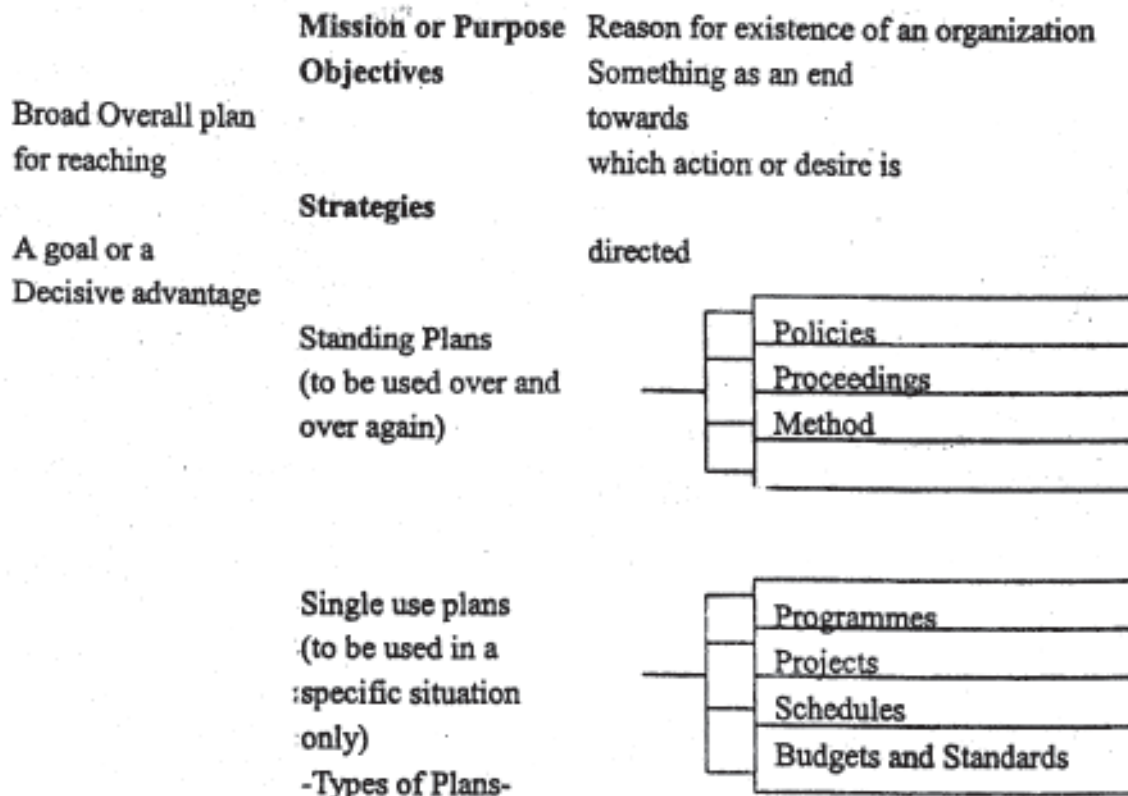 Mission or Purpose Reason for existence of an organization
Objectives Something as an end
Broad Overall plan towards
for reaching which action or desire is
Strategies
A goal or a directed
Decisive advantage
Standing Plans
(to be used over and
over again)
Policies
Proceedings
Method
Single use plans
(to be used in a
specific situation
only)
-Types of Plans-
Programmes
Projects
Schedules
Budgets and Standards